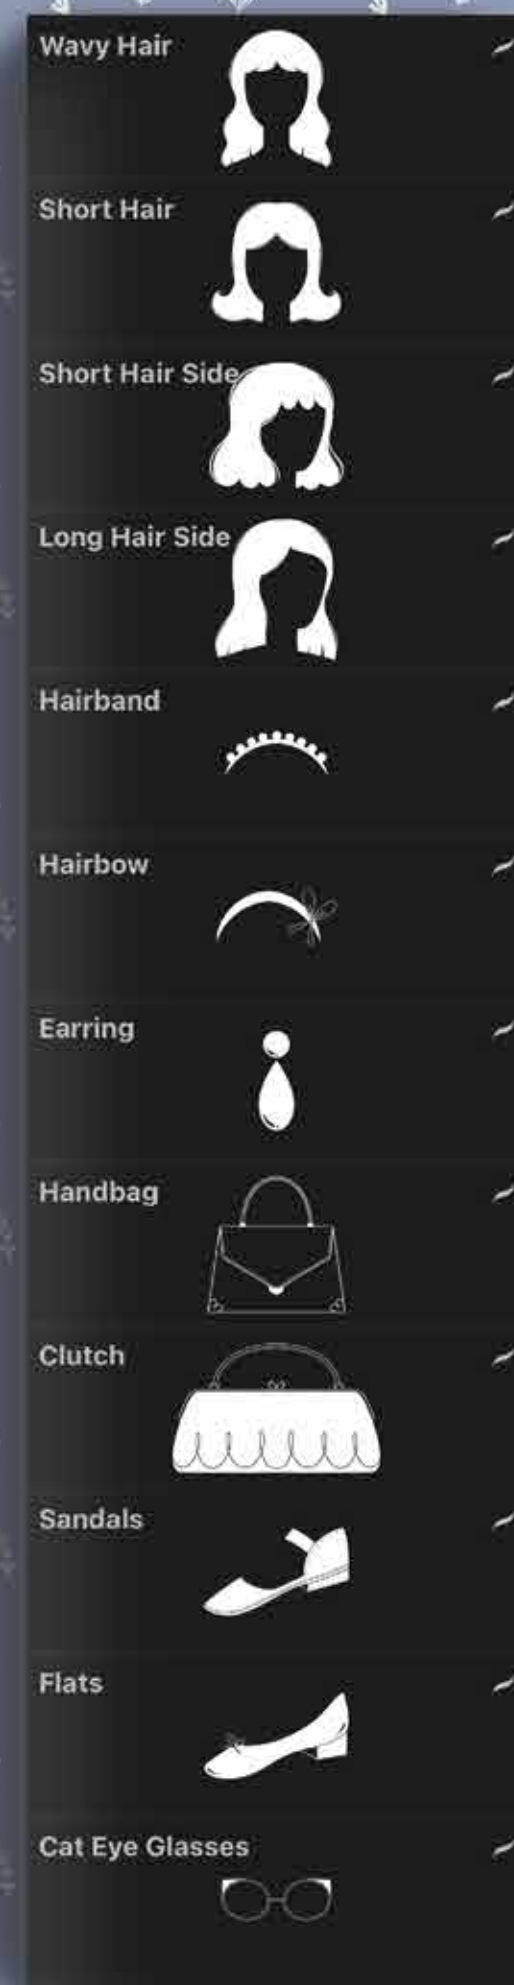 Wavy Hair
Short Hair
Short Hair Side
Long Hair Side
Hairband
Hairbow
Earring
Handbag
Clutch
Sandals
Flats
Cat Eye Glasses